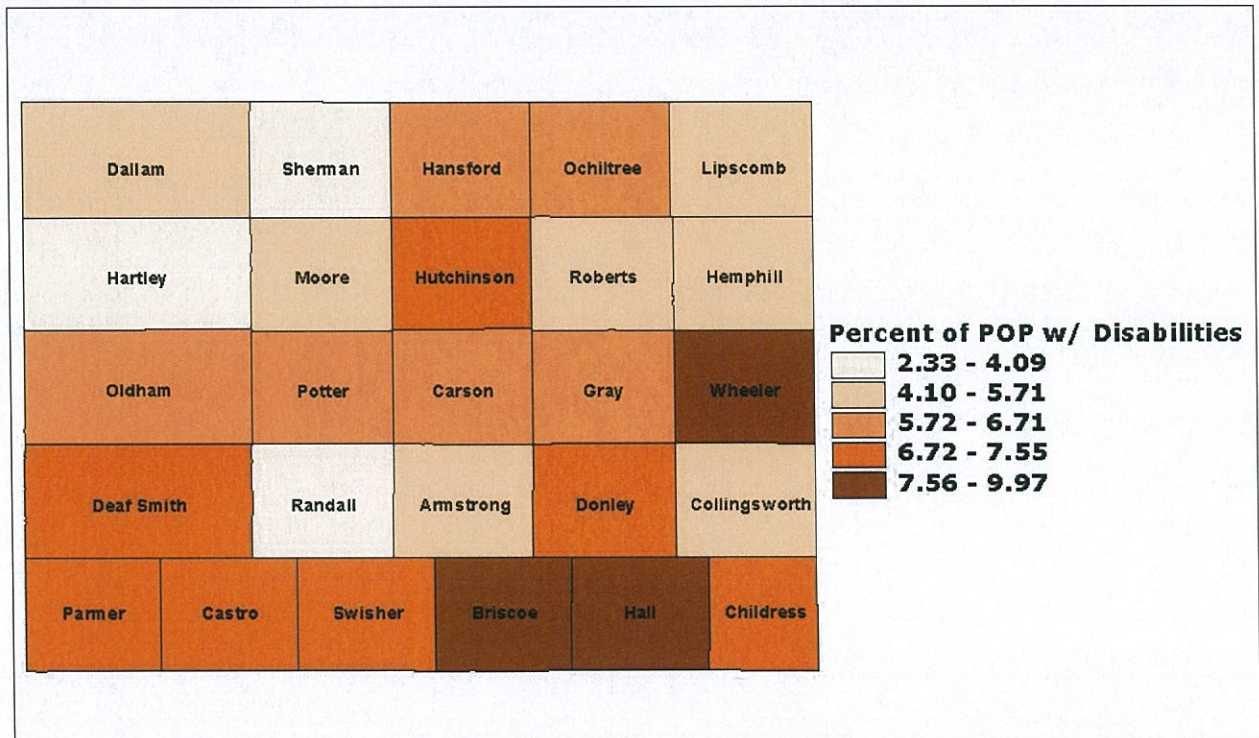 Dallam Sherman Hansford Ochiltree Lipscomb
Hartley Moore Hutchinson Roberts Hemphill
Oldham Potter Carson Gray Wheeler
Deaf Smith Randall Armstrong Donley Collingsworth
Parmer Castro Swisher Briscoe Hall Childress
Percent of POP w/ Disabilities
2.33 - 4.09
4.10 - 5.71
5.72 - 6.71
6.72 - 7.55
7.56 - 9.97